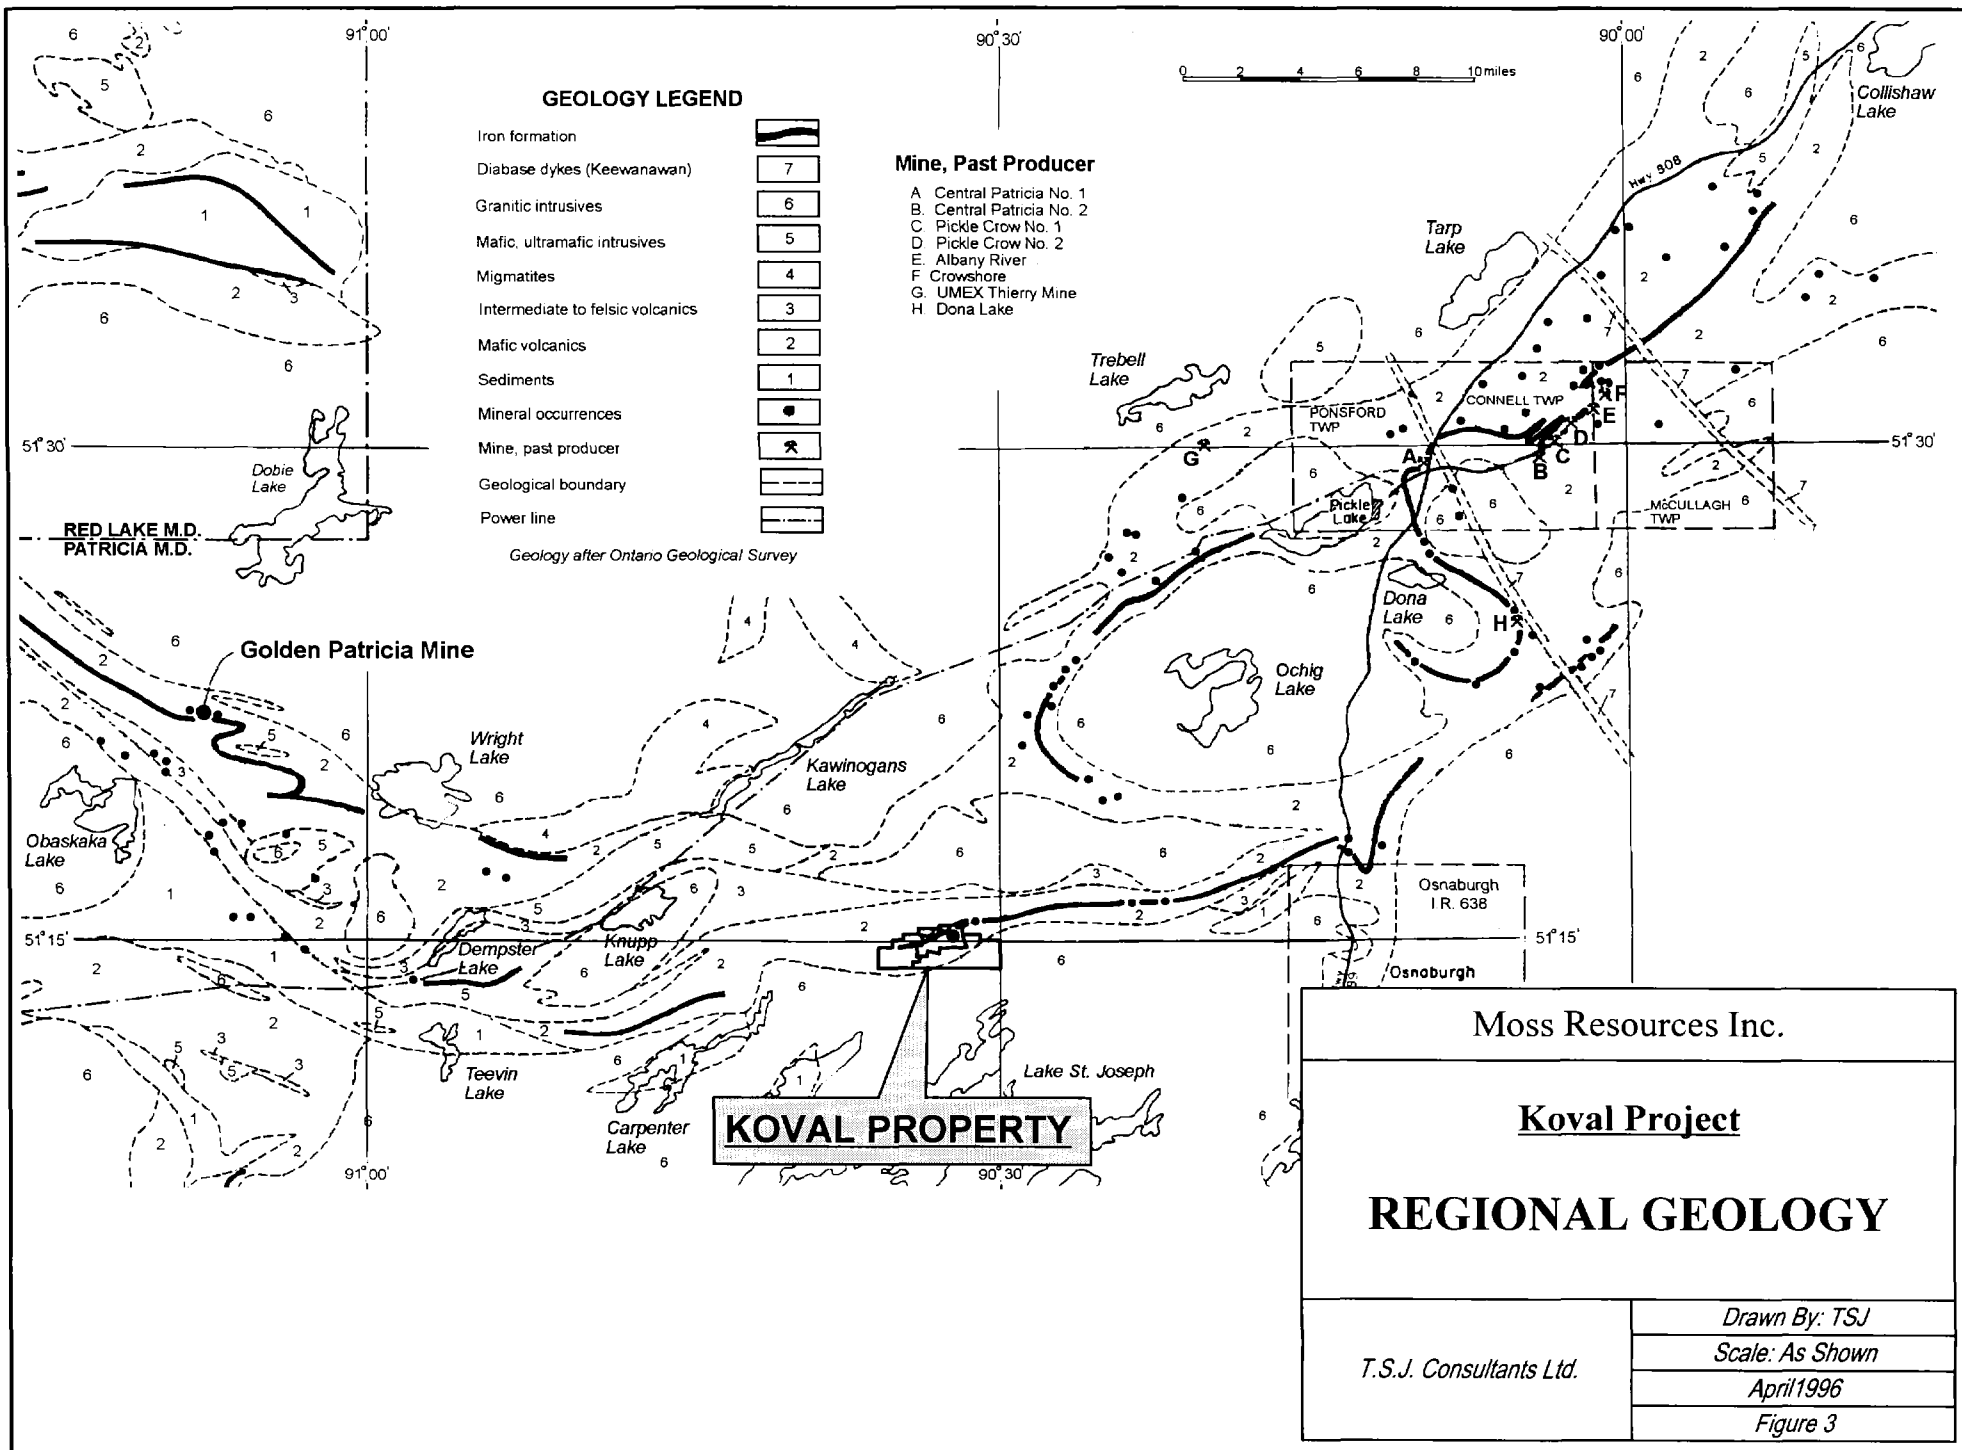 91°00'
90°30'
90°00'
0 2 4 6 8 10 miles
GEOLOGY LEGEND
Iron formation
Diabase dykes (Keewanawan) 7
Granitic intrusives 6
Mafic, ultramafic intrusives 5
Migmatites 4
Intermediate to felsic volcanics 3
Mafic volcanics 2
Sediments 1
Mineral occurrences
Mine, past producer
Geological boundary
Power line
Geology after Ontario Geological Survey
Mine, Past Producer
A Central Patricia No. 1
B. Central Patricia No. 2
C. Pickle Crow No. 1
D. Pickle Crow No. 2
E. Albany River
F Crowshore
G. UMEX Thierry Mine
H. Dona Lake
Collishaw
Lake
Hwy 808
Tarp
Lake
Trebell
Lake
PONSFORD
TWP
CONNELL TWP
McCULLAGH
TWP
A
B
C
D
E
F
G
H
51°30'
51°30'
Dobie
Lake
RED LAKE M.D.
PATRICIA M.D.
Pickle
Lake
Dona
Lake
Ochig
Lake
Golden Patricia Mine
Wright
Lake
Kawinogans
Lake
Obaskaka
Lake
Osnaburgh
I R. 638
51°15'
51°15'
Dempster
Lake
Knupp
Lake
Osnaburgh
Teevin
Lake
Carpenter
Lake
Lake St. Joseph
KOVAL PROPERTY
91°00'
90°30'
Moss Resources Inc.
Koval Project
REGIONAL GEOLOGY
T.S.J. Consultants Ltd.
Drawn By: TSJ
Scale: As Shown
April1996
Figure 3